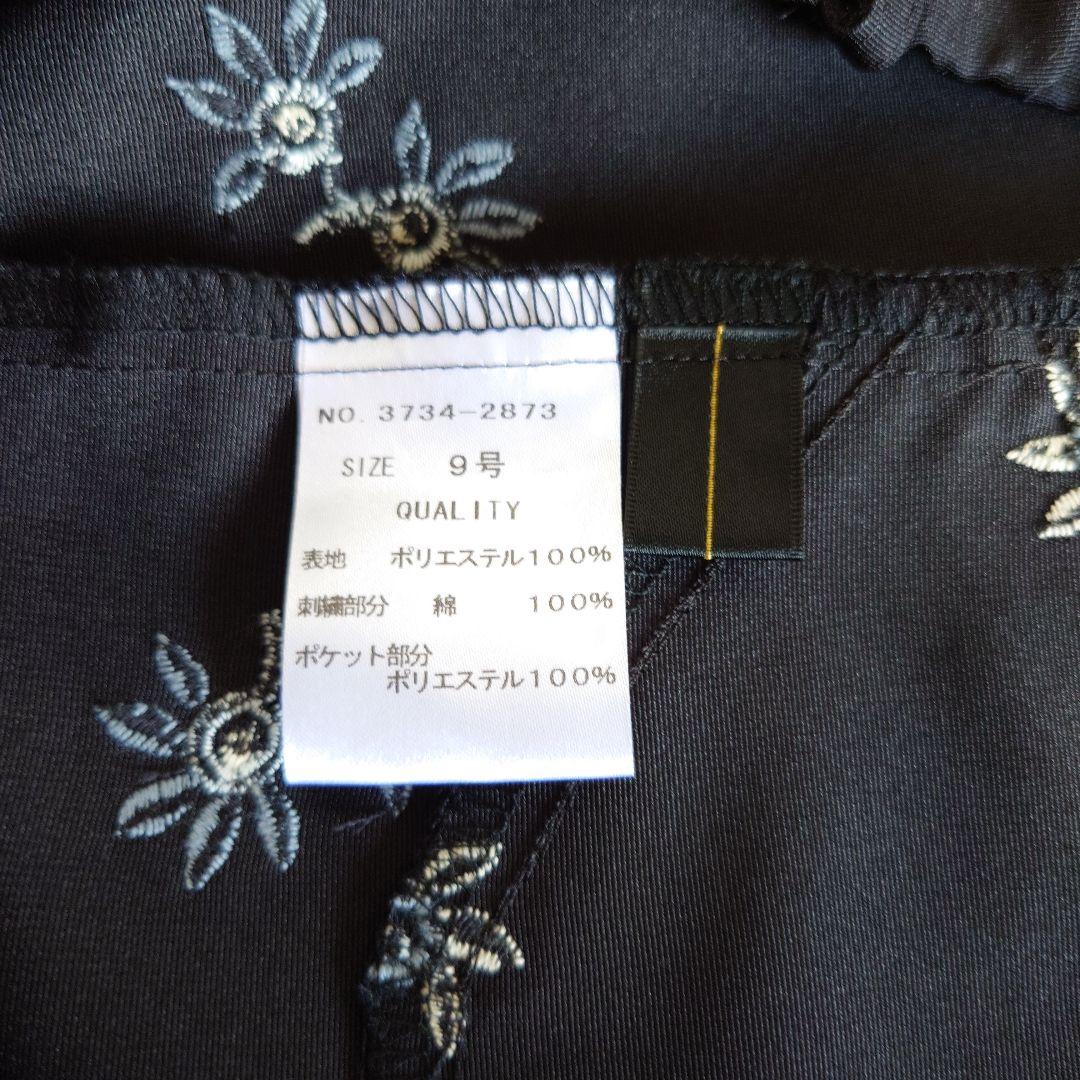 NO. 3734-2873
SIZE 9号
QUALITY
表地 ポリエステル100%
刺繍部分 綿 100%
ポケット部分
ポリエステル100%